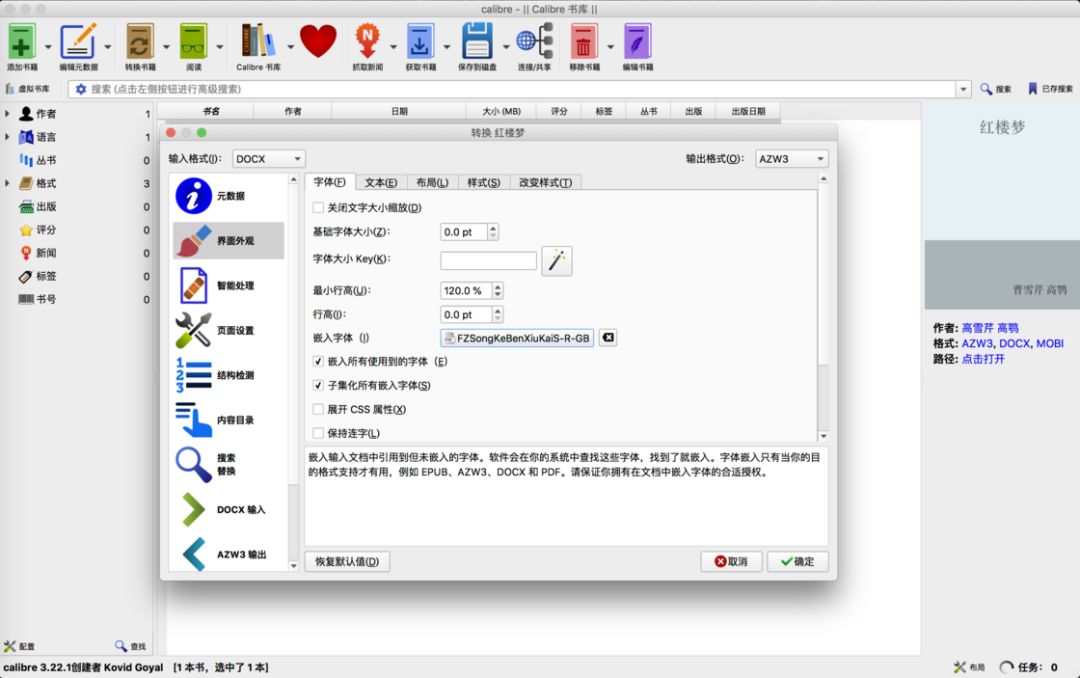 calibre - || Calibre 书库 ||
添加书籍 编辑元数据 转换书籍 阅读 Calibre 书库 抓取新闻 获取书籍 保存到磁盘 连接/共享 移除书籍 编辑书籍
虚拟书库 搜索 (点击左侧按钮进行高级搜索) 搜索 已存搜索
作者 1
语言 1
丛书 0
格式 3
出版 0
评分 0
新闻 0
标签 0
书号 0
书名 作者 日期 大小 (MB) 评分 标签 丛书 出版 出版日期
转换 红楼梦
输入格式(I): DOCX 输出格式(O): AZW3
元数据
界面外观
智能处理
页面设置
结构检测
内容目录
搜索
替换
DOCX 输入
AZW3 输出
字体(F) 文本(E) 布局(L) 样式(S) 改变样式(T)
关闭文字大小缩放(D)
基础字体大小(Z): 0.0 pt
字体大小 Key(K):
最小行高(U): 120.0 %
行高(I): 0.0 pt
嵌入字体 (I) FZSongKeBenXiuKaiS-R-GB
嵌入所有使用到的字体 (E)
子集化所有嵌入字体(S)
展开 CSS 属性(X)
保持连字(L)
嵌入输入文档中引用到但未嵌入的字体。软件会在你的系统中查找这些字体，找到了就嵌入。字体嵌入只有当你的目
的格式支持才有用，例如 EPUB、AZW3、DOCX 和 PDF。请保证你拥有在文档中嵌入字体的合适授权。
恢复默认值(D) 取消 确定
红楼梦
曹雪芹 高鹗
作者: 高雪芹 高鹗
格式: AZW3, DOCX, MOBI
路径: 点击打开
配置 查找
calibre 3.22.1创建者 Kovid Goyal [1 本书，选中了 1 本] 布局 任务： 0